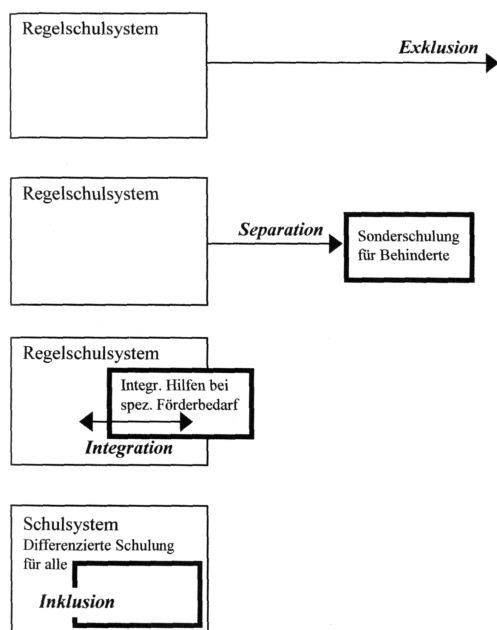 Regelschulsystem
Exklusion
Regelschulsystem
Separation
Sonderschulung
für Behinderte
Regelschulsystem
Integr. Hilfen bei
spez. Förderbedarf
Integration
Schulsystem
Differenzierte Schulung
für alle
Inklusion